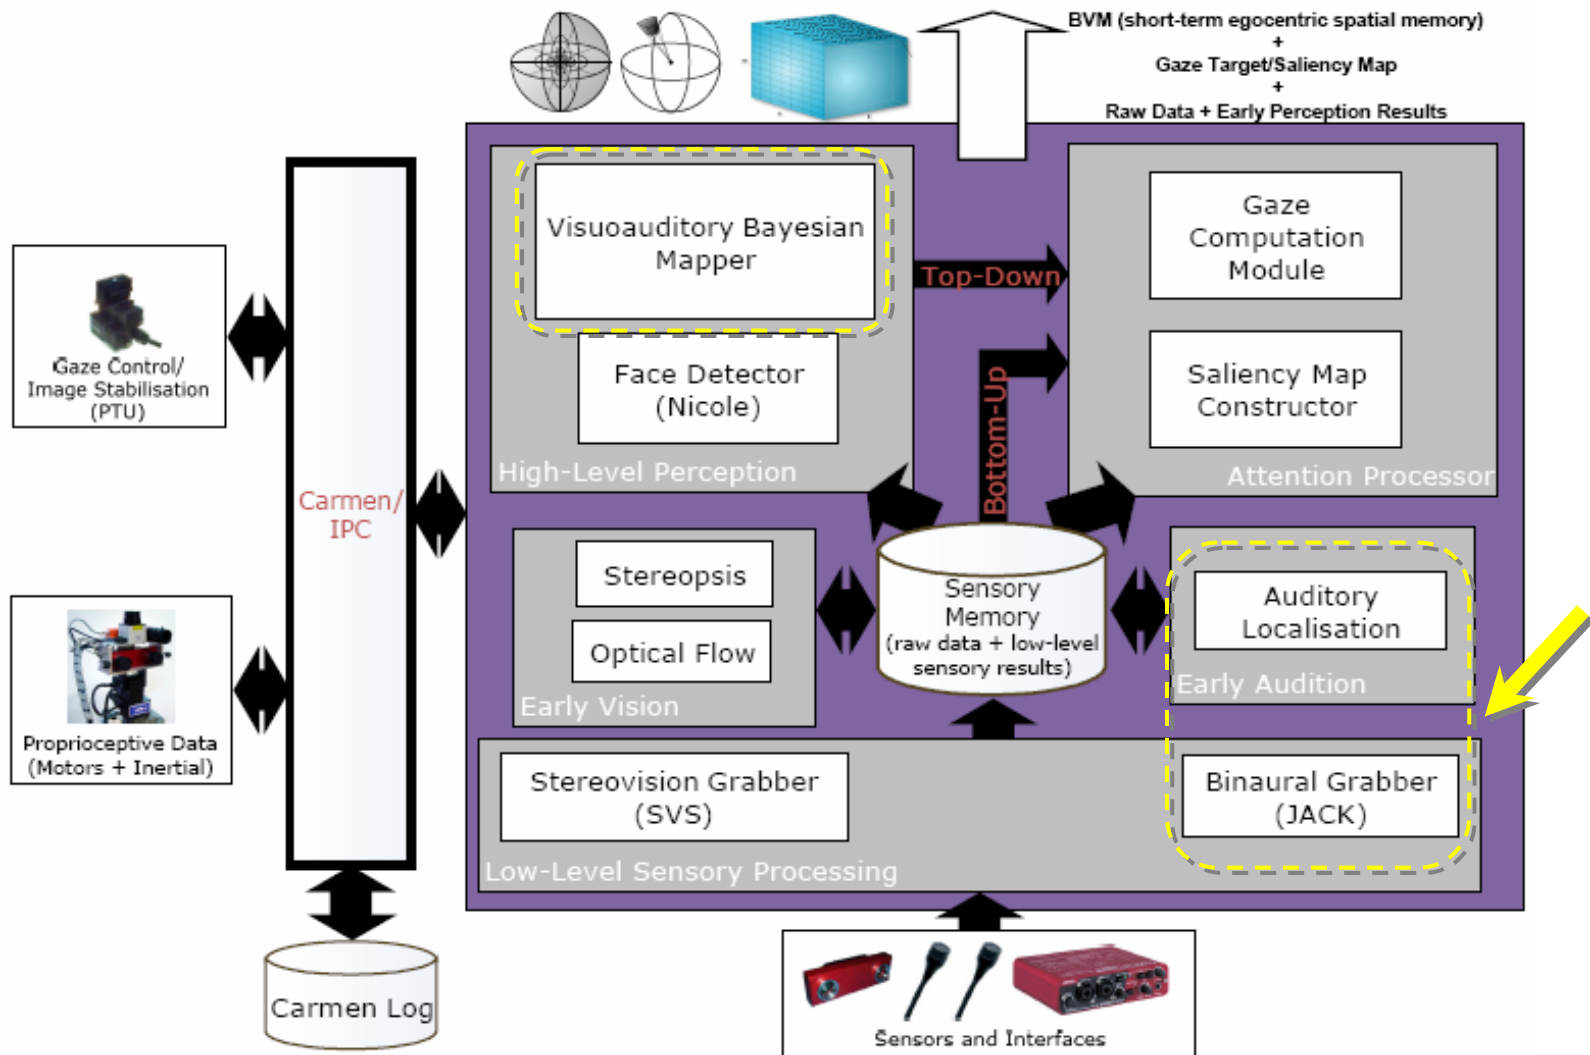 BVM (short-term egocentric spatial memory)
+
Gaze Target/Saliency Map
+
Raw Data + Early Perception Results
Visuoauditory Bayesian
Mapper
Face Detector
(Nicole)
High-Level Perception
Top-Down
Bottom-Up
Gaze
Computation
Module
Saliency Map
Constructor
Attention Processor
Gaze Control/
Image Stabilisation
(PTU)
Carmen/
IPC
Proprioceptive Data
(Motors + Inertial)
Carmen Log
Stereopsis
Optical Flow
Early Vision
Sensory
Memory
(raw data + low-level
sensory results)
Auditory
Localisation
Early Audition
Stereovision Grabber
(SVS)
Binaural Grabber
(JACK)
Low-Level Sensory Processing
Sensors and Interfaces